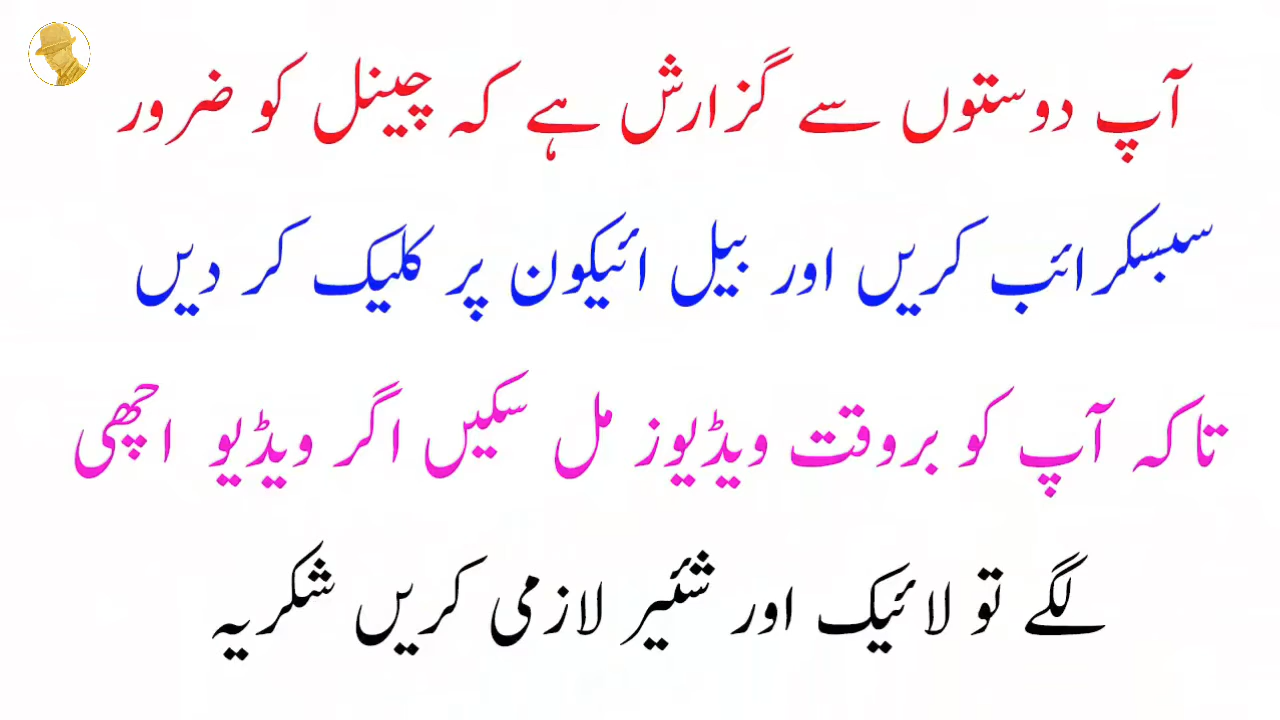 آپ دوستوں سے گزارش ہے کہ چینل کو ضرور
سبسکرائب کریں اور بیل ائیکون پر کلیک کر دیں
تاکہ آپ کو بروقت ویڈیوز مل سکیں اگر ویڈیو اچھی
لگے تو لائیک اور شئیر لازمی کریں شکریہ